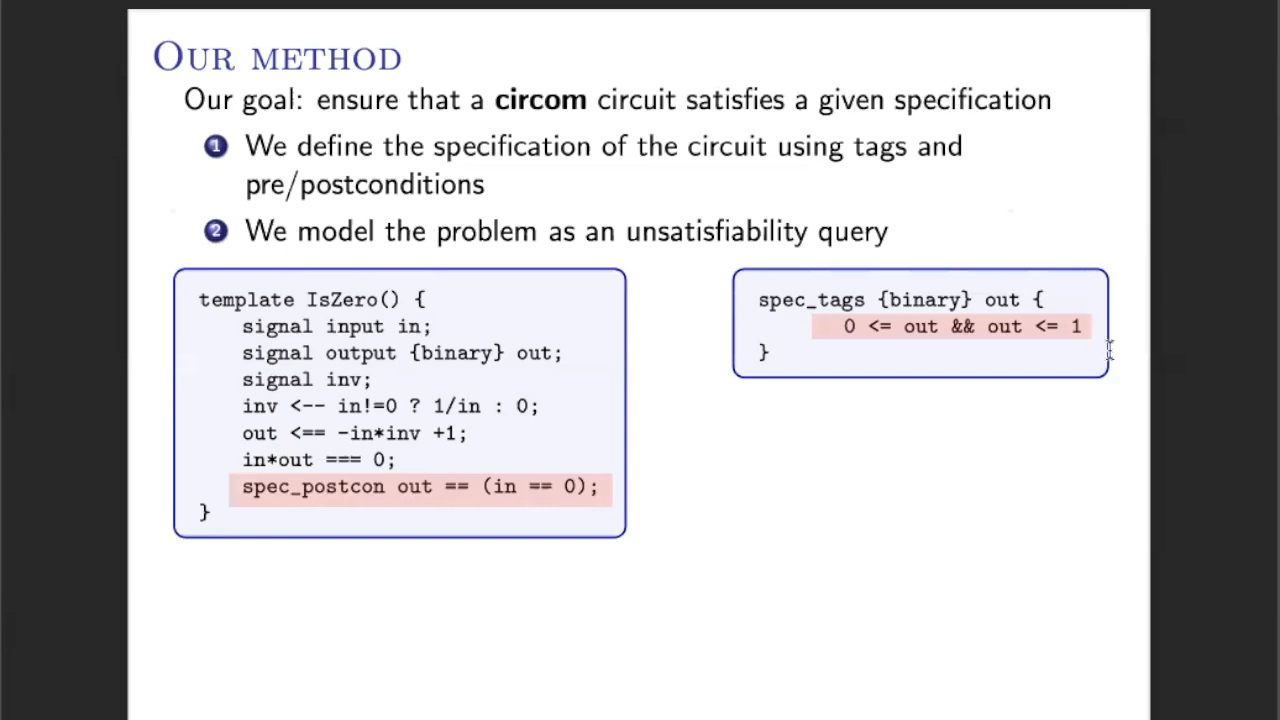 OUR METHOD
Our goal: ensure that a circom circuit satisfies a given specification
1 We define the specification of the circuit using tags and
pre/postconditions
2 We model the problem as an unsatisfiability query
template IsZero() {
    signal input in;
    signal output {binary} out;
    signal inv;
    inv <-- in!=0 ? 1/in : 0;
    out <== -in*inv +1;
    in*out === 0;
    spec_postcon out == (in == 0);
}
spec_tags {binary} out {
    0 <= out && out <= 1
}